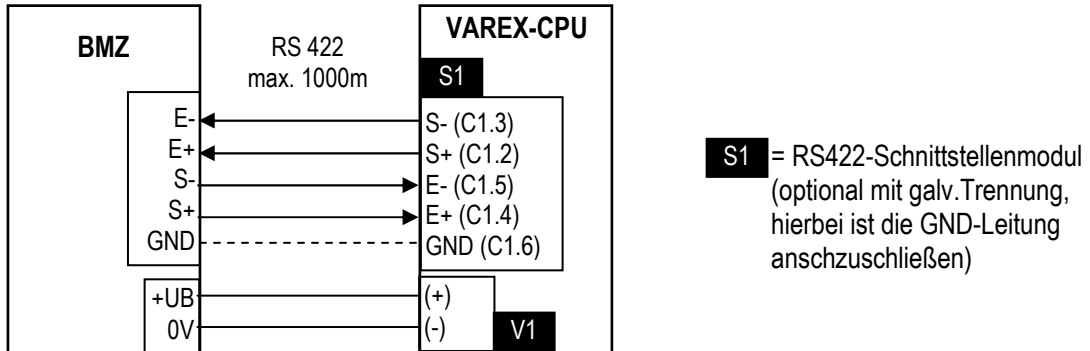 BMZ
RS 422
max. 1000m
VAREX-CPU
S1
E-
E+
S-
S+
GND
S- (C1.3)
S+ (C1.2)
E- (C1.5)
E+ (C1.4)
GND (C1.6)
+UB
0V
(+)
(-)
V1
S1 = RS422-Schnittstellenmodul
(optional mit galv.Trennung,
hierbei ist die GND-Leitung
anschzuschließen)